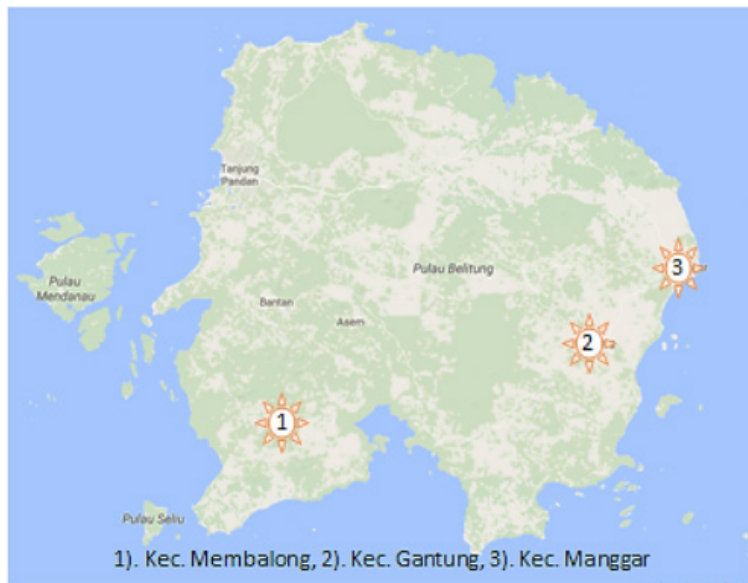 Tanjung
Pandan
3
Pulau Belitung
Pulau
Mendanau
Bantan
Asem
2
1
Pulau Seliu
1). Kec. Membalong, 2). Kec. Gantung, 3). Kec. Manggar